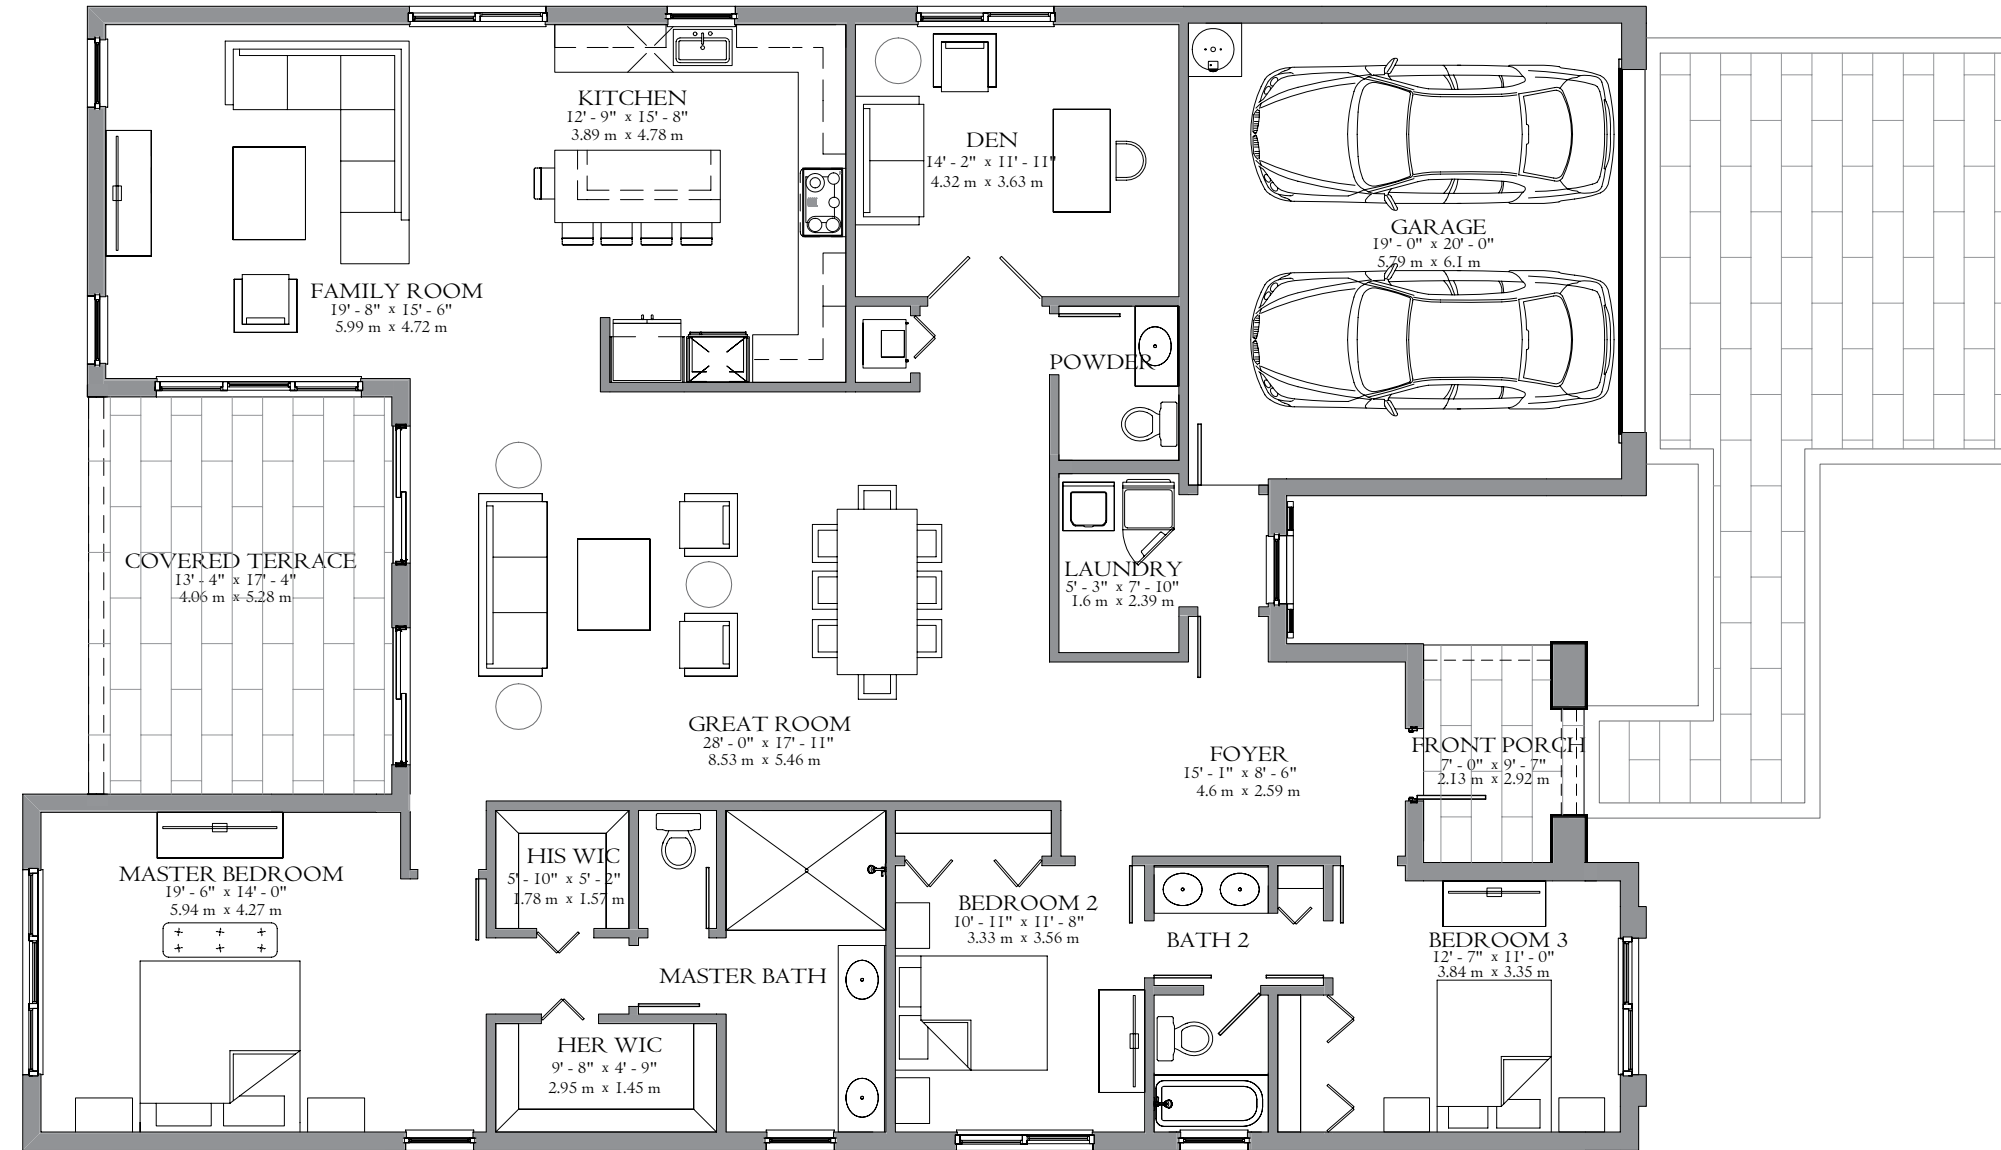 KITCHEN
12' - 9" x 15' - 8"
3.89 m x 4.78 m
DEN
14' - 2" x 11' - 11"
4.32 m x 3.63 m
GARAGE
19' - 0" x 20' - 0"
5.79 m x 6.1 m
FAMILY ROOM
19' - 8" x 15' - 6"
5.99 m x 4.72 m
POWDER
COVERED TERRACE
13' - 4" x 17' - 4"
4.06 m x 5.28 m
LAUNDRY
5' - 3" x 7' - 10"
1.6 m x 2.39 m
GREAT ROOM
28' - 0" x 17' - 11"
8.53 m x 5.46 m
FOYER
15' - 1" x 8' - 6"
4.6 m x 2.59 m
FRONT PORCH
7' - 0" x 9' - 7"
2.13 m x 2.92 m
MASTER BEDROOM
19' - 6" x 14' - 0"
5.94 m x 4.27 m
HIS WIC
5' - 10" x 5' - 2"
1.78 m x 1.57 m
BEDROOM 2
10' - 11" x 11' - 8"
3.33 m x 3.56 m
BATH 2
BEDROOM 3
12' - 7" x 11' - 0"
3.84 m x 3.35 m
MASTER BATH
HER WIC
9' - 8" x 4' - 9"
2.95 m x 1.45 m